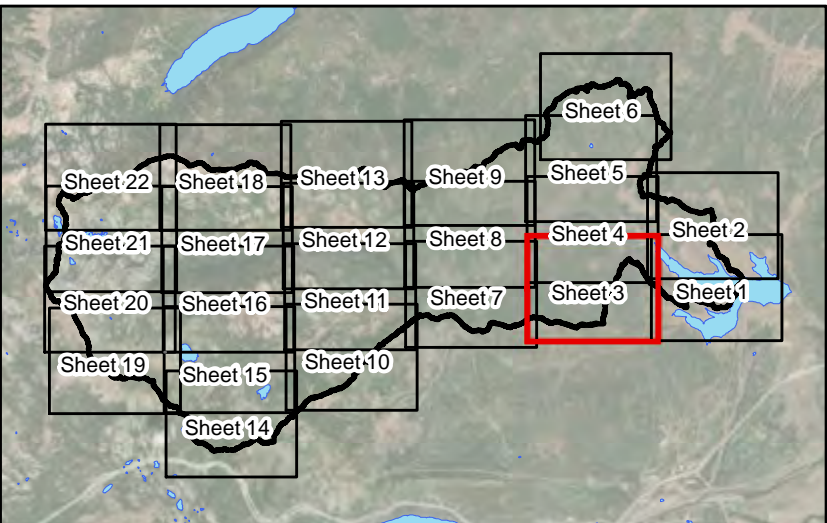 Sheet 6
Sheet 22
Sheet 18
Sheet 13
Sheet 9
Sheet 5
Sheet 21
Sheet 17
Sheet 12
Sheet 8
Sheet 4
Sheet 2
Sheet 20
Sheet 16
Sheet 11
Sheet 7
Sheet 3
Sheet 1
Sheet 19
Sheet 15
Sheet 10
Sheet 14